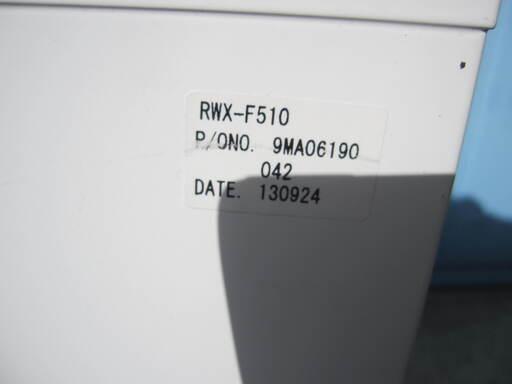 RWX-F510
P/ONO. 9MA06190
042
DATE. 130924